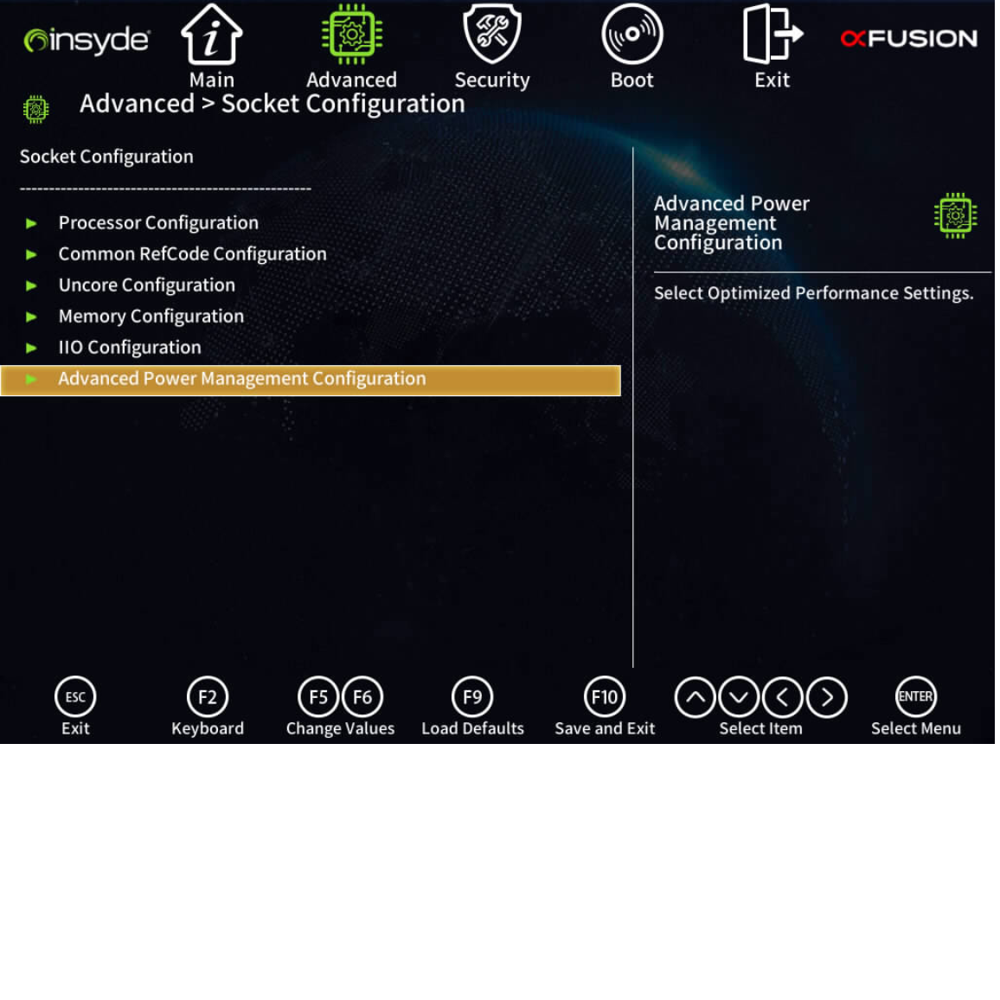 insyde
Main
Advanced
Security
Boot
Exit
xFUSION
Advanced > Socket Configuration
Socket Configuration
--------------------------------------------------
Processor Configuration
Common RefCode Configuration
Uncore Configuration
Memory Configuration
IIO Configuration
Advanced Power Management Configuration
Advanced Power
Management
Configuration
Select Optimized Performance Settings.
ESC
Exit
F2
Keyboard
F5 F6
Change Values
F9
Load Defaults
F10
Save and Exit
Select Item
ENTER
Select Menu